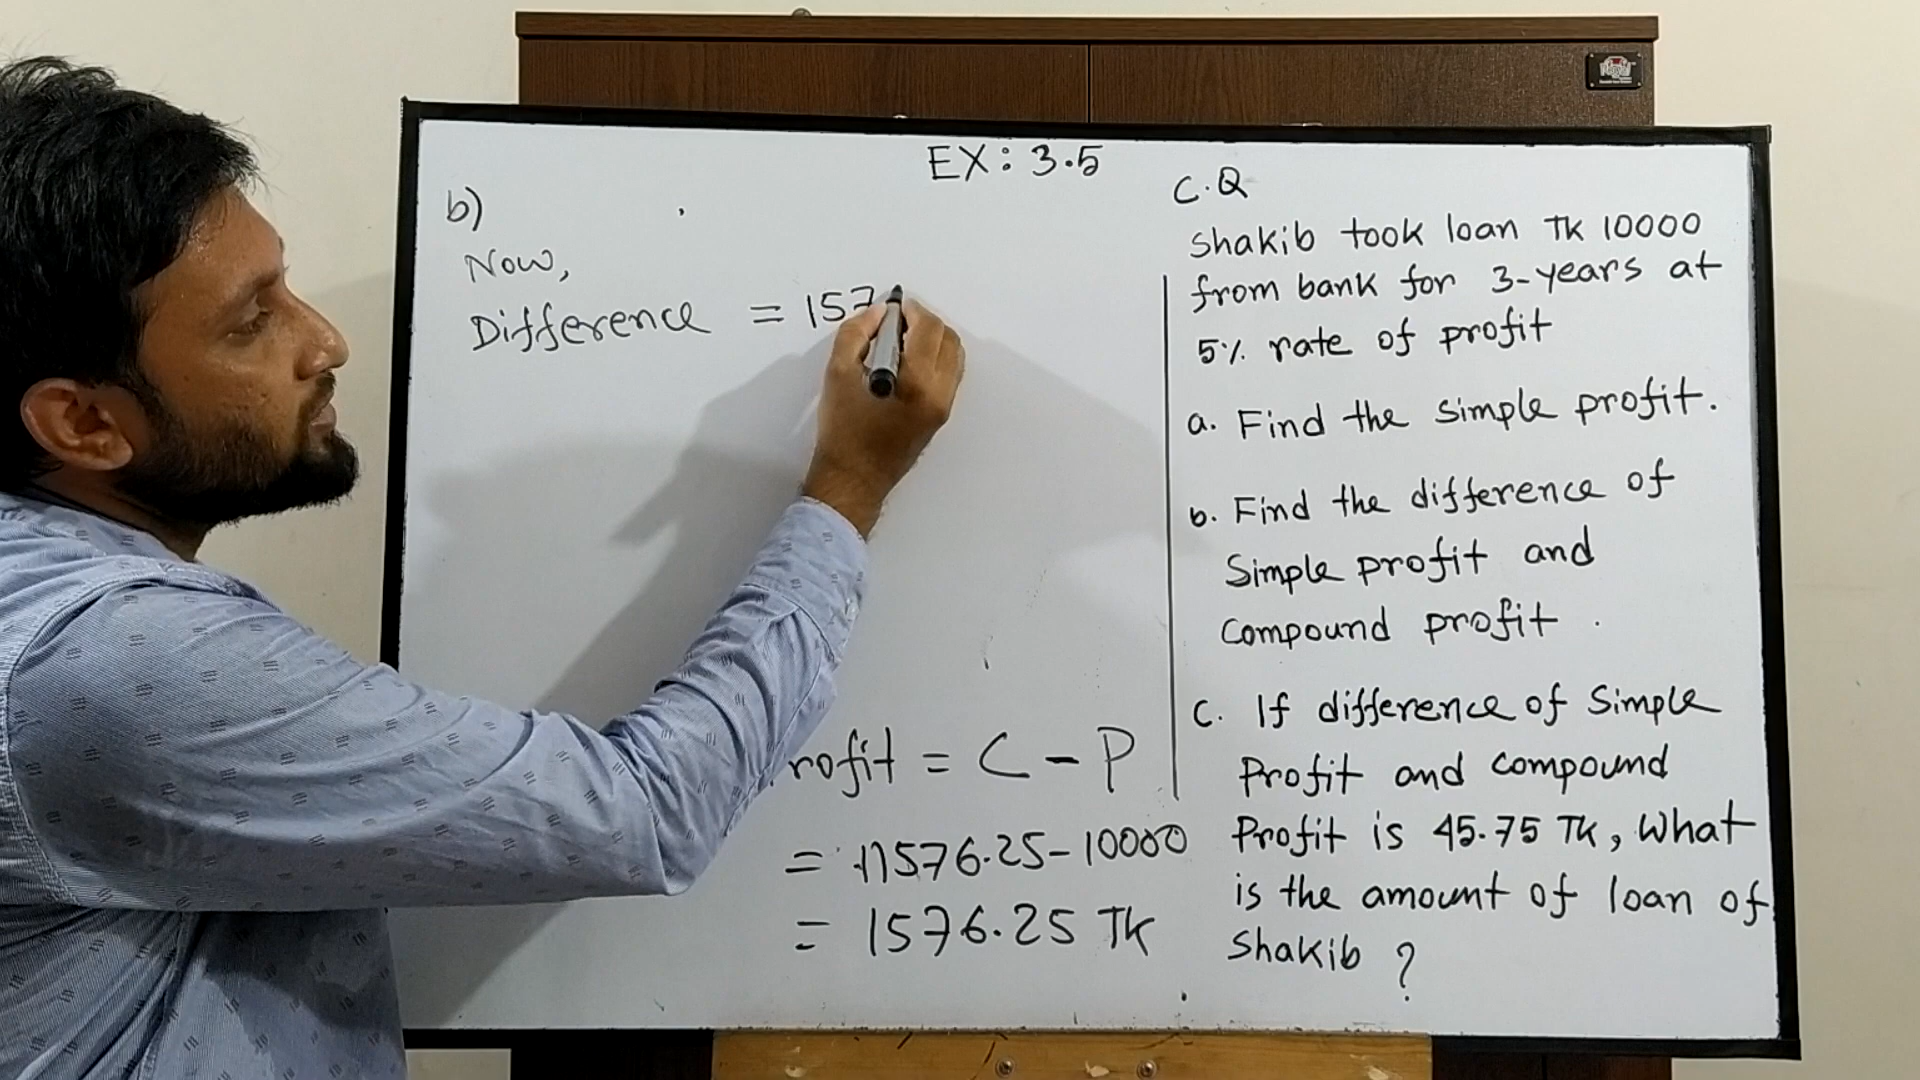 EX: 3.5
b)
Now,
Difference = 157
rofit = C - P
= 11576.25-10000
= 1576.25 TK
C.Q
Shakib took loan TK 10000
from bank for 3-years at
5% rate of profit
a. Find the simple profit.
b. Find the difference of
Simple profit and
Compound profit.
C. If difference of Simple
Profit and compound
Profit is 45.75 TK, What
is the amount of loan of
Shakib ?